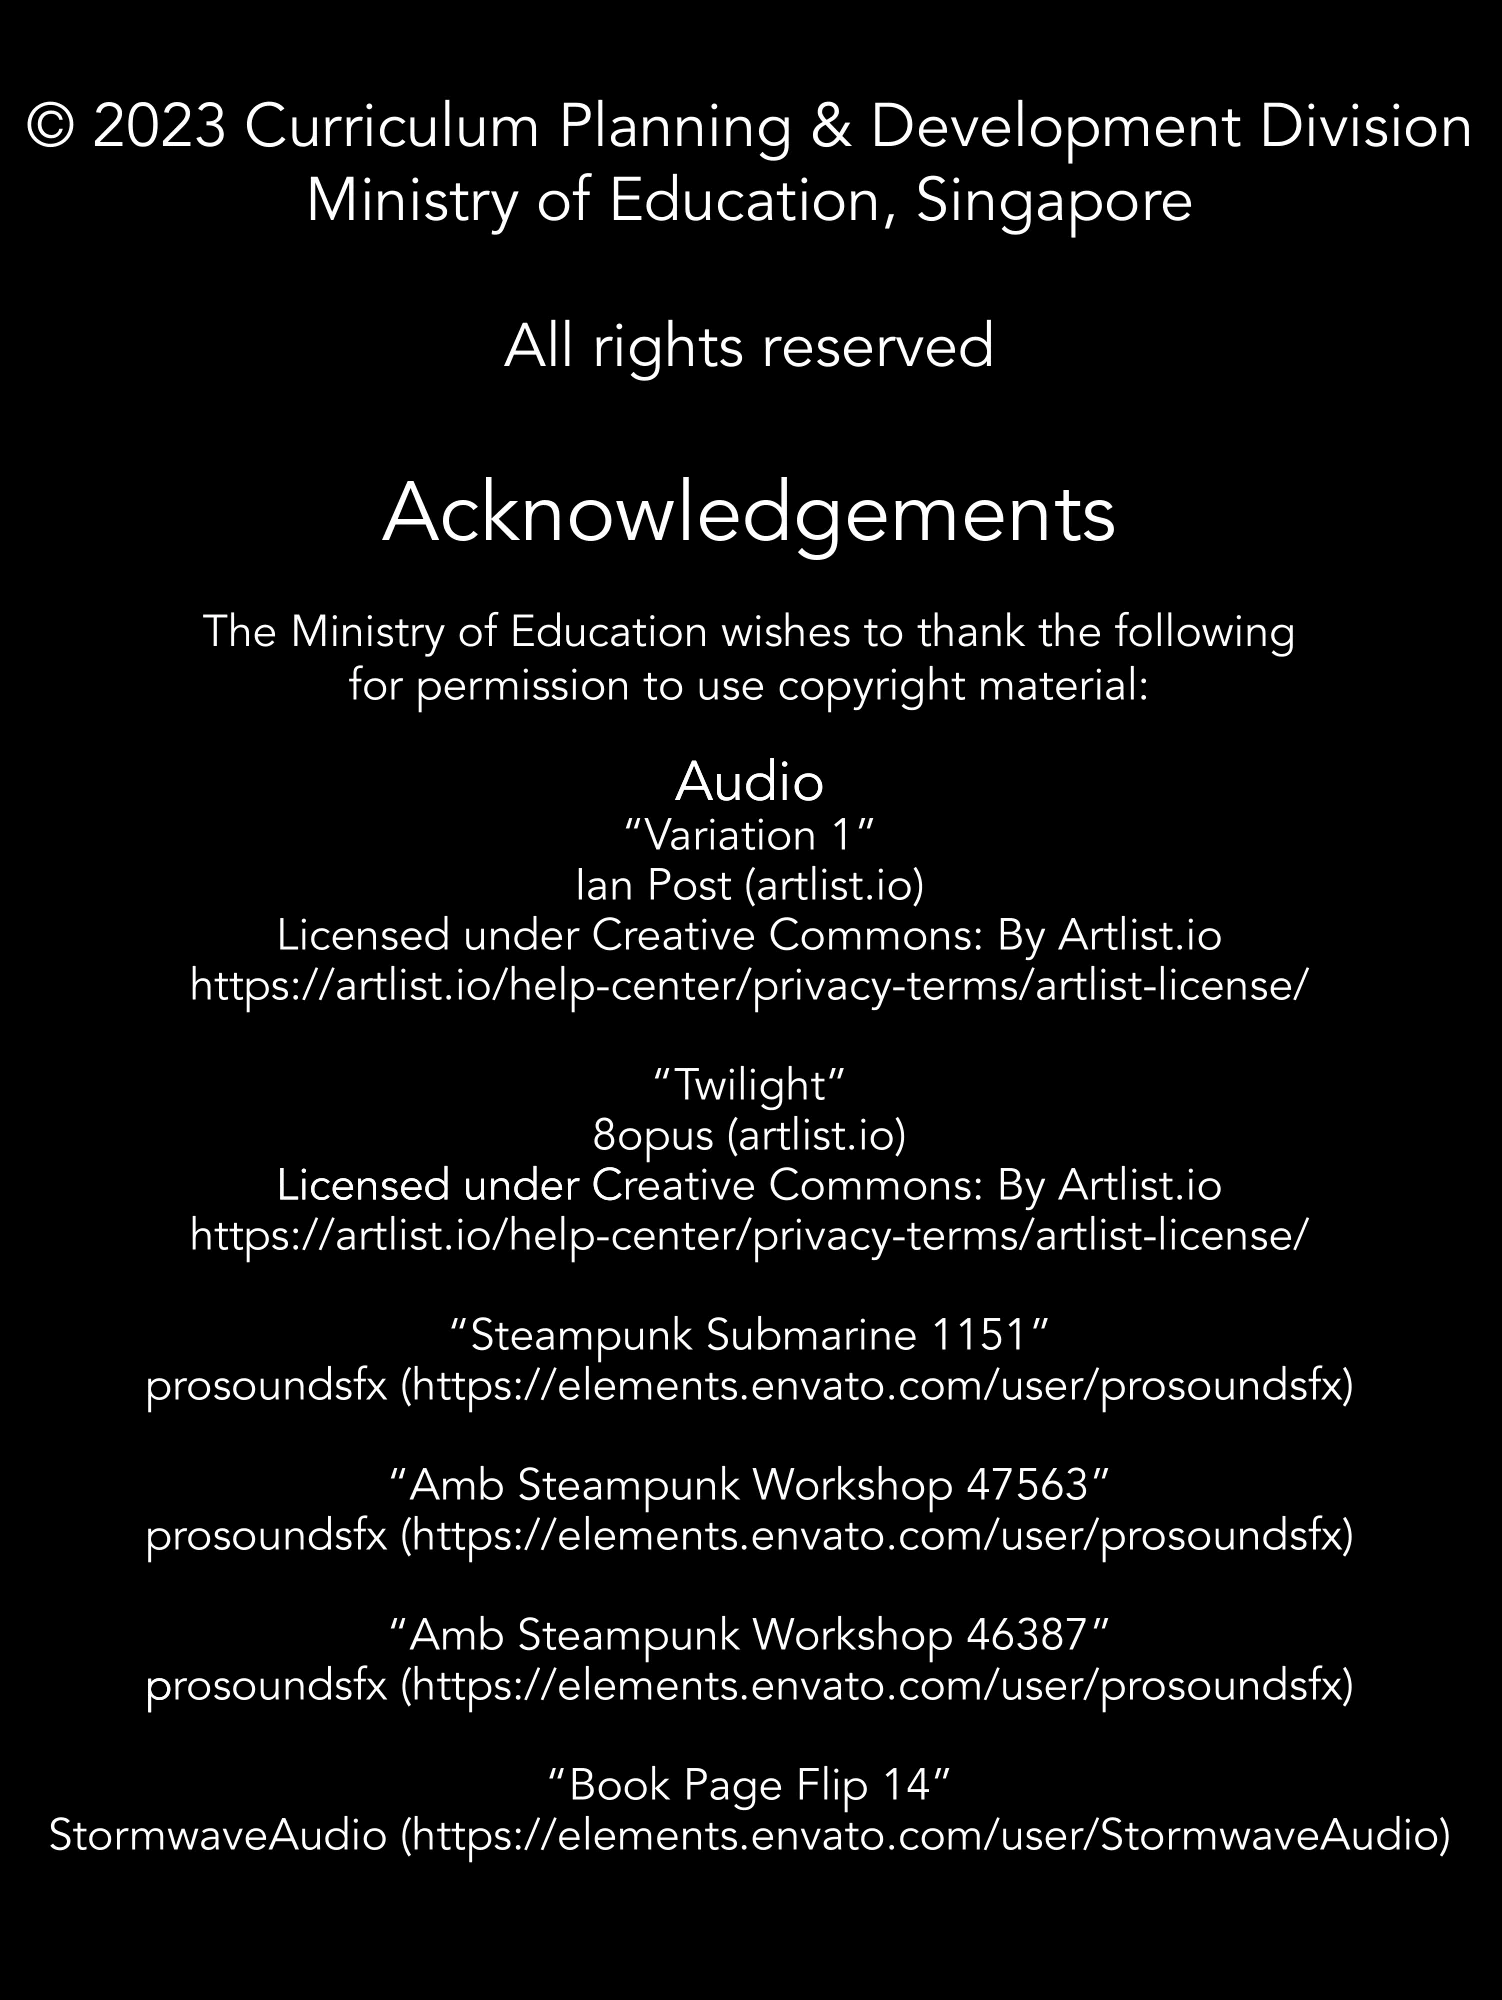 © 2023 Curriculum Planning & Development Division
Ministry of Education, Singapore
All rights reserved
Acknowledgements
The Ministry of Education wishes to thank the following
for permission to use copyright material:
Audio
“Variation 1”
Ian Post (artlist.io)
Licensed under Creative Commons: By Artlist.io
https://artlist.io/help-center/privacy-terms/artlist-license/
“Twilight”
8opus (artlist.io)
Licensed under Creative Commons: By Artlist.io
https://artlist.io/help-center/privacy-terms/artlist-license/
“Steampunk Submarine 1151”
prosoundsfx (https://elements.envato.com/user/prosoundsfx)
“Amb Steampunk Workshop 47563”
prosoundsfx (https://elements.envato.com/user/prosoundsfx)
“Amb Steampunk Workshop 46387”
prosoundsfx (https://elements.envato.com/user/prosoundsfx)
“Book Page Flip 14”
StormwaveAudio (https://elements.envato.com/user/StormwaveAudio)